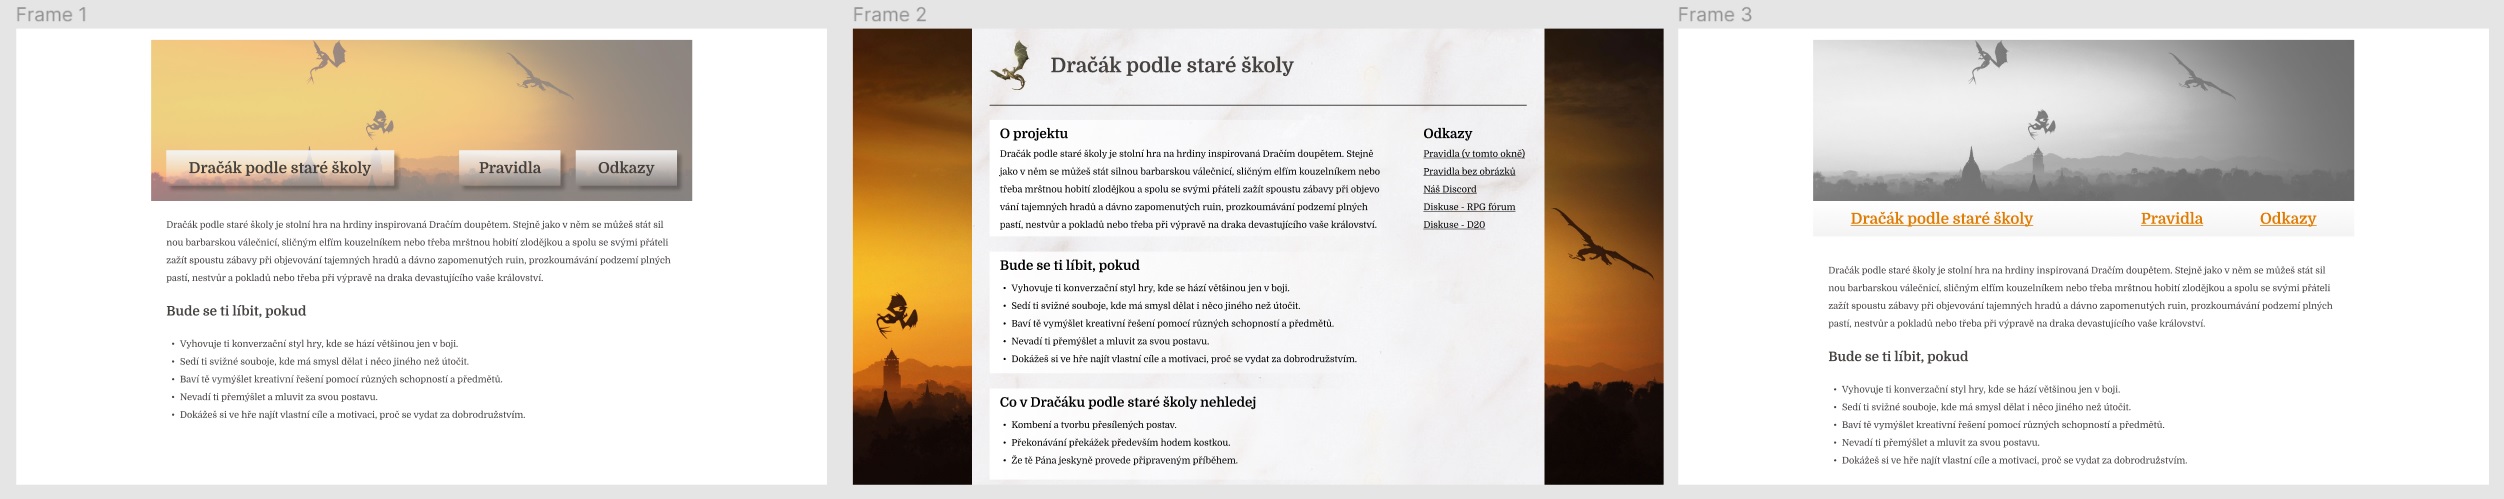 Frame 1
Dračák podle staré školy
Pravidla
Odkazy
Dračák podle staré školy je stolní hra na hrdiny inspirovaná Dračím doupětem. Stejně jako v něm se můžeš stát sil
nou barbarskou válečnicí, sličným elfím kouzelníkem nebo třeba mrštnou hobití zlodějkou a spolu se svými přáteli
zažít spoustu zábavy při objevování tajemných hradů a dávno zapomenutých ruin, prozkoumávání podzemí plných
pastí, nestvůr a pokladů nebo třeba při výpravě na draka devastujícího vaše království.
Bude se ti líbit, pokud
• Vyhovuje ti konverzační styl hry, kde se hází většinou jen v boji.
• Sedí ti svižné souboje, kde má smysl dělat i něco jiného než útočit.
• Baví tě vymýšlet kreativní řešení pomocí různých schopností a předmětů.
• Nevadí ti přemýšlet a mluvit za svou postavu.
• Dokážeš si ve hře najít vlastní cíle a motivaci, proč se vydat za dobrodružstvím.
Frame 2
Dračák podle staré školy
O projektu
Dračák podle staré školy je stolní hra na hrdiny inspirovaná Dračím doupětem. Stejně
jako v něm se můžeš stát silnou barbarskou válečnicí, sličným elfím kouzelníkem nebo
třeba mrštnou hobití zlodějkou a spolu se svými přáteli zažít spoustu zábavy při objevo
vání tajemných hradů a dávno zapomenutých ruin, prozkoumávání podzemí plných
pastí, nestvůr a pokladů nebo třeba při výpravě na draka devastujícího vaše království.
Odkazy
Pravidla (v tomto okně)
Pravidla bez obrázků
Náš Discord
Diskuse - RPG fórum
Diskuse - D20
Bude se ti líbit, pokud
• Vyhovuje ti konverzační styl hry, kde se hází většinou jen v boji.
• Sedí ti svižné souboje, kde má smysl dělat i něco jiného než útočit.
• Baví tě vymýšlet kreativní řešení pomocí různých schopností a předmětů.
• Nevadí ti přemýšlet a mluvit za svou postavu.
• Dokážeš si ve hře najít vlastní cíle a motivaci, proč se vydat za dobrodružstvím.
Co v Dračáku podle staré školy nehledej
• Kombení a tvorbu přesílených postav.
• Překonávání překážek především hodem kostkou.
• Že tě Pána jeskyně provede připraveným příběhem.
Frame 3
Dračák podle staré školy
Pravidla
Odkazy
Dračák podle staré školy je stolní hra na hrdiny inspirovaná Dračím doupětem. Stejně jako v něm se můžeš stát sil
nou barbarskou válečnicí, sličným elfím kouzelníkem nebo třeba mrštnou hobití zlodějkou a spolu se svými přáteli
zažít spoustu zábavy při objevování tajemných hradů a dávno zapomenutých ruin, prozkoumávání podzemí plných
pastí, nestvůr a pokladů nebo třeba při výpravě na draka devastujícího vaše království.
Bude se ti líbit, pokud
• Vyhovuje ti konverzační styl hry, kde se hází většinou jen v boji.
• Sedí ti svižné souboje, kde má smysl dělat i něco jiného než útočit.
• Baví tě vymýšlet kreativní řešení pomocí různých schopností a předmětů.
• Nevadí ti přemýšlet a mluvit za svou postavu.
• Dokážeš si ve hře najít vlastní cíle a motivaci, proč se vydat za dobrodružstvím.